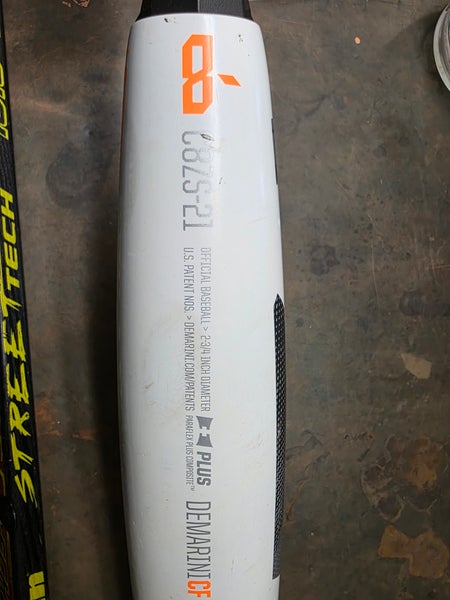 8'
C8ZS-21
OFFICIAL BASEBALL > 2-3/4 INCH DIAMETER
U.S. PATENT NOS. > DEMARINI.COM/PATENTS
PLUS
PARAFLEX PLUS COMPOSITE™
DEMARINI CF
STREETTECH